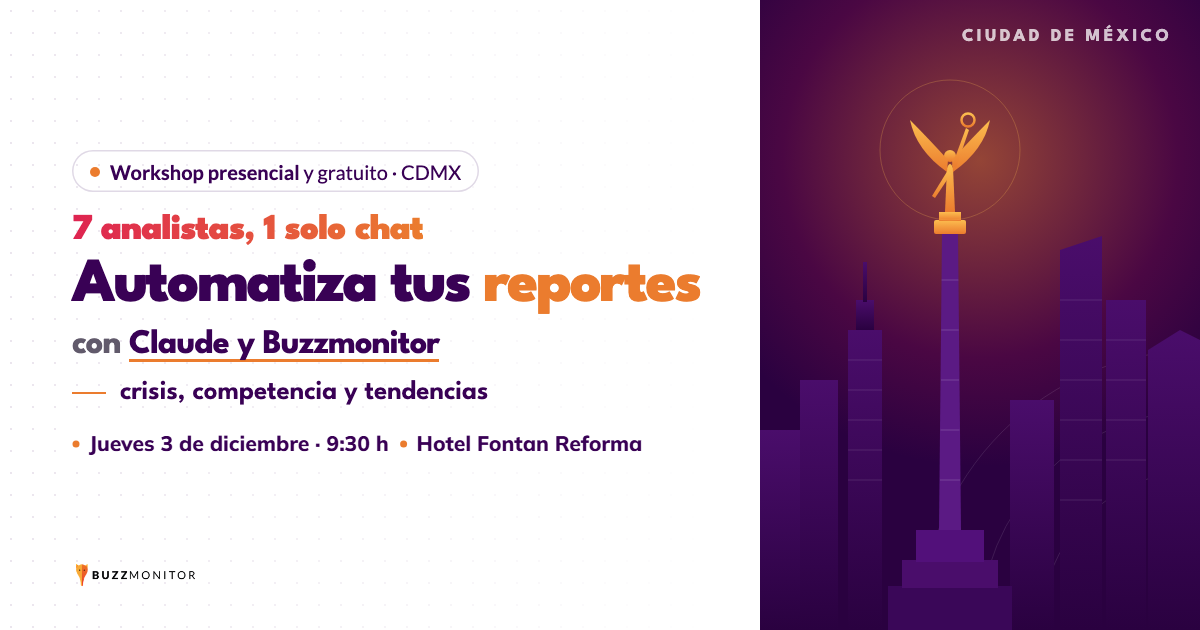 CIUDAD DE MÉXICO
Workshop presencial y gratuito · CDMX
7 analistas, 1 solo chat
Automatiza tus reportes
con Claude y Buzzmonitor
— crisis, competencia y tendencias
• Jueves 3 de diciembre · 9:30 h • Hotel Fontan Reforma
BUZZMONITOR